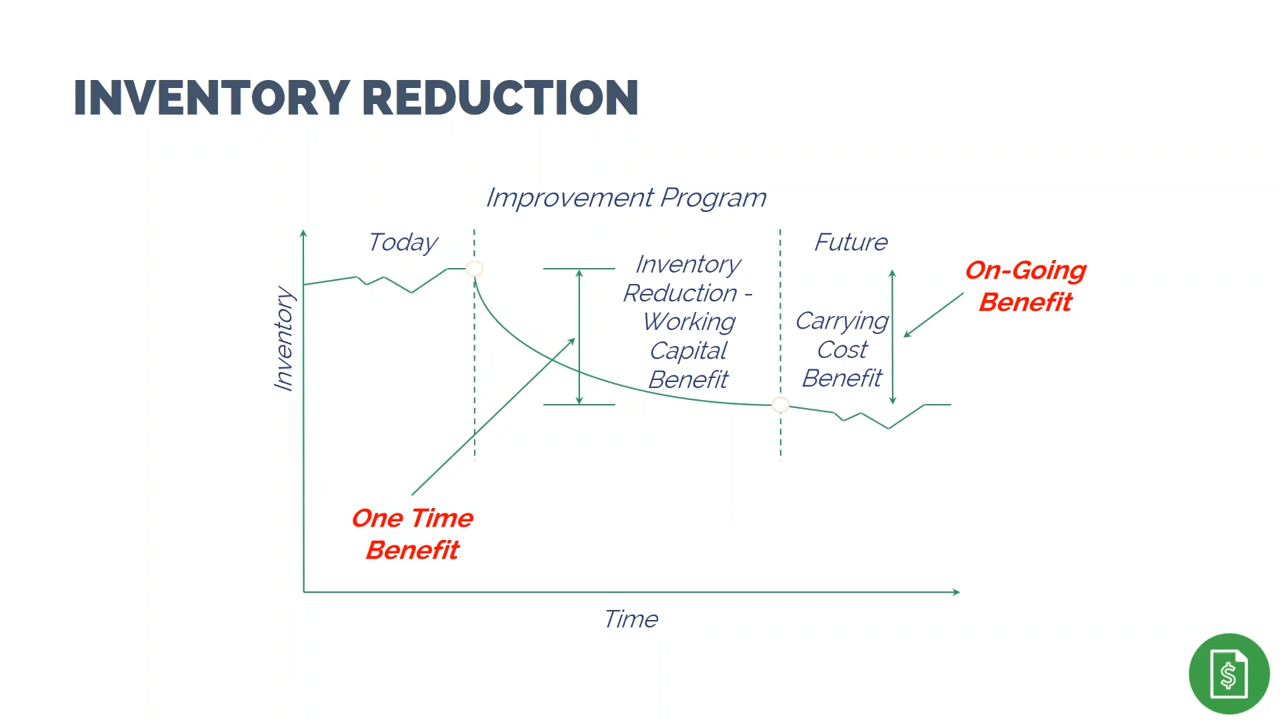 INVENTORY REDUCTION
Improvement Program
Today
Future
Inventory
Reduction -
Working
Capital
Benefit
Carrying
Cost
Benefit
On-Going
Benefit
Inventory
One Time
Benefit
Time
$